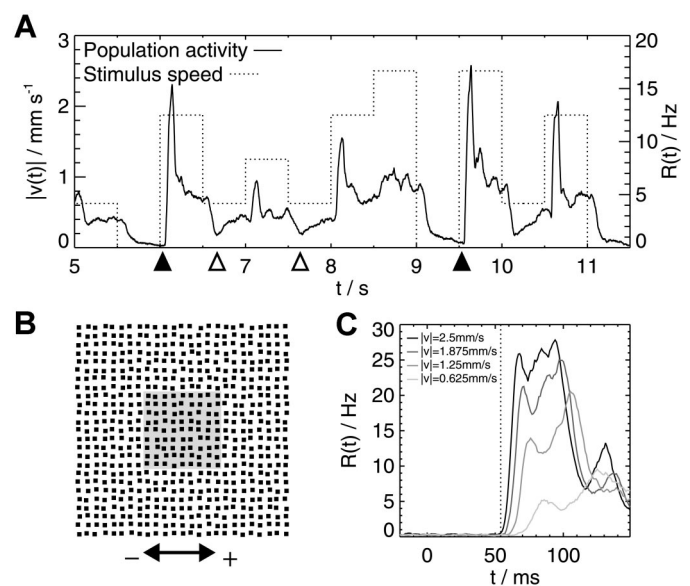 A
Population activity
Stimulus speed
|v(t)| / mm s⁻¹
3
2
1
0
R(t) / Hz
20
15
10
5
0
5 6 7 8 9 10 11
t / s
B
− +
C
|v|=2.5mm/s
|v|=1.875mm/s
|v|=1.25mm/s
|v|=0.625mm/s
R(t) / Hz
30
25
20
15
10
5
0
0 50 100
t / ms